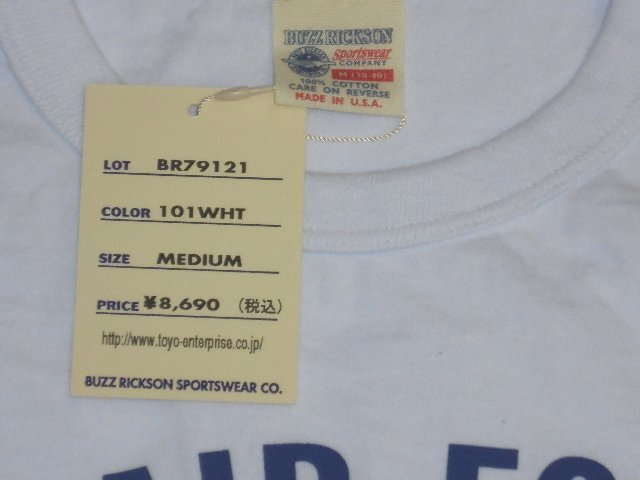 BUZZ RICKSON
Sportswear
COMPANY
M (38-40)
100% COTTON
CARE ON REVERSE
MADE IN U.S.A.
LOT BR79121
COLOR 101WHT
SIZE MEDIUM
PRICE ¥8,690 (税込)
http://www.toyo-enterprise.co.jp/
BUZZ RICKSON SPORTSWEAR CO.
AIR FO